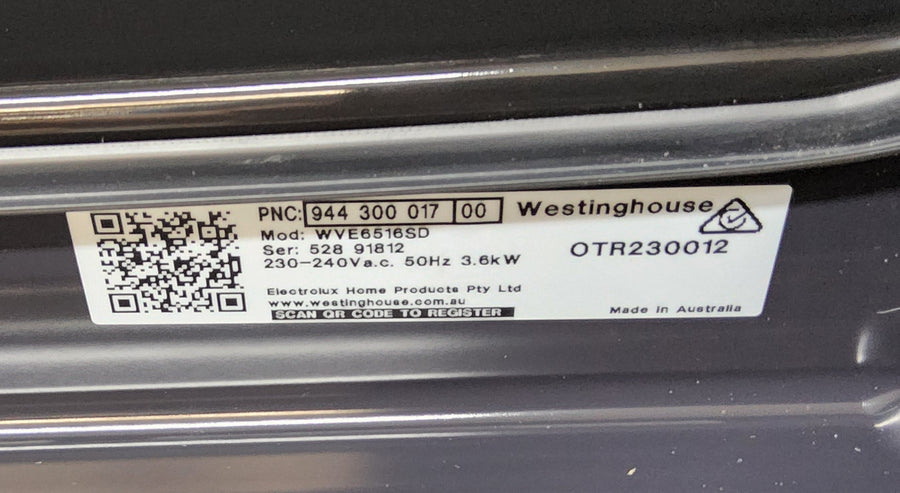 PNC: 944 300 017 00 Westinghouse
Mod: WVE6516SD
Ser: 528 91812 OTR230012
230-240Va.c. 50Hz 3.6kW
Electrolux Home Products Pty Ltd
www.westinghouse.com.au
SCAN QR CODE TO REGISTER Made in Australia